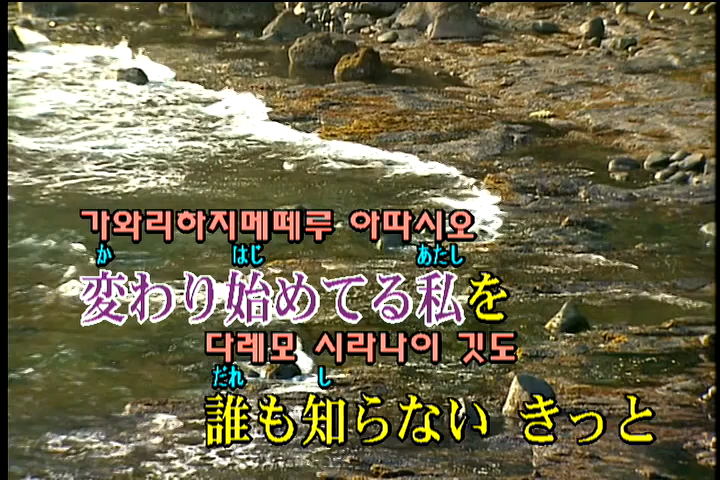 가와리하지메떼루 아따시오
か はじ あたし
変わり始めてる私を
다레모 시라나이 깃도
だれ し
誰も知らない きっと